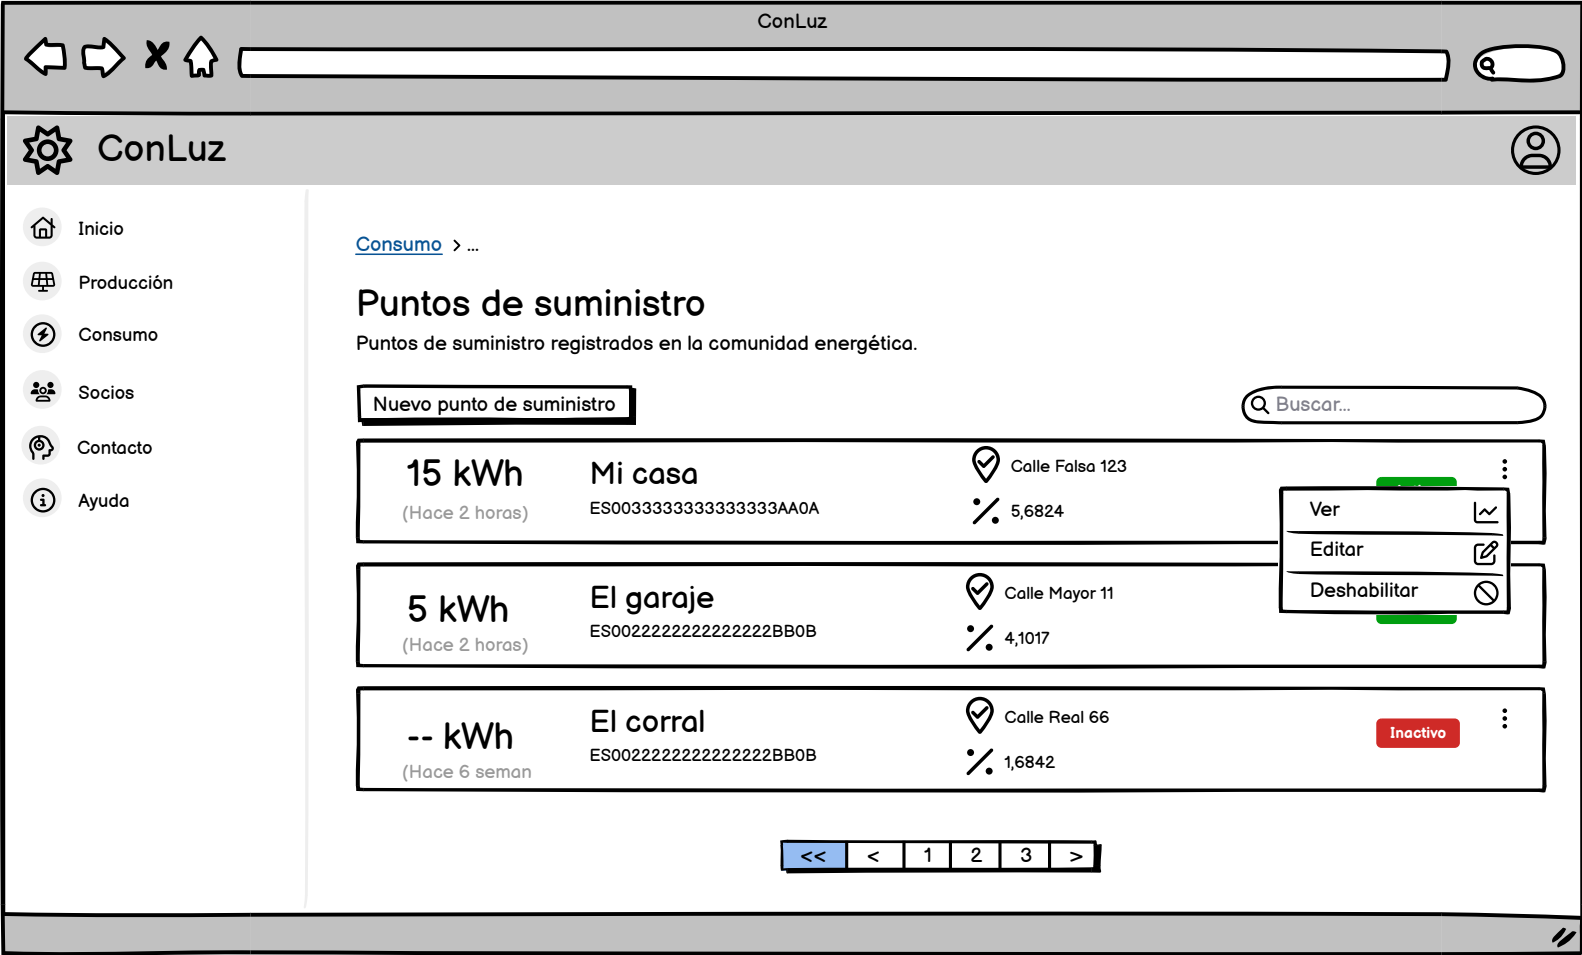 ConLuz
ConLuz
Inicio
Producción
Consumo
Socios
Contacto
Ayuda
Consumo > ...
Puntos de suministro
Puntos de suministro registrados en la comunidad energética.
Nuevo punto de suministro
Buscar...
15 kWh
(Hace 2 horas)
Mi casa
ES0033333333333333AA0A
Calle Falsa 123
5,6824
Ver
Editar
Deshabilitar
5 kWh
(Hace 2 horas)
El garaje
ES0022222222222222BB0B
Calle Mayor 11
4,1017
-- kWh
(Hace 6 seman
El corral
ES0022222222222222BB0B
Calle Real 66
1,6842
Inactivo
<< < 1 2 3 >